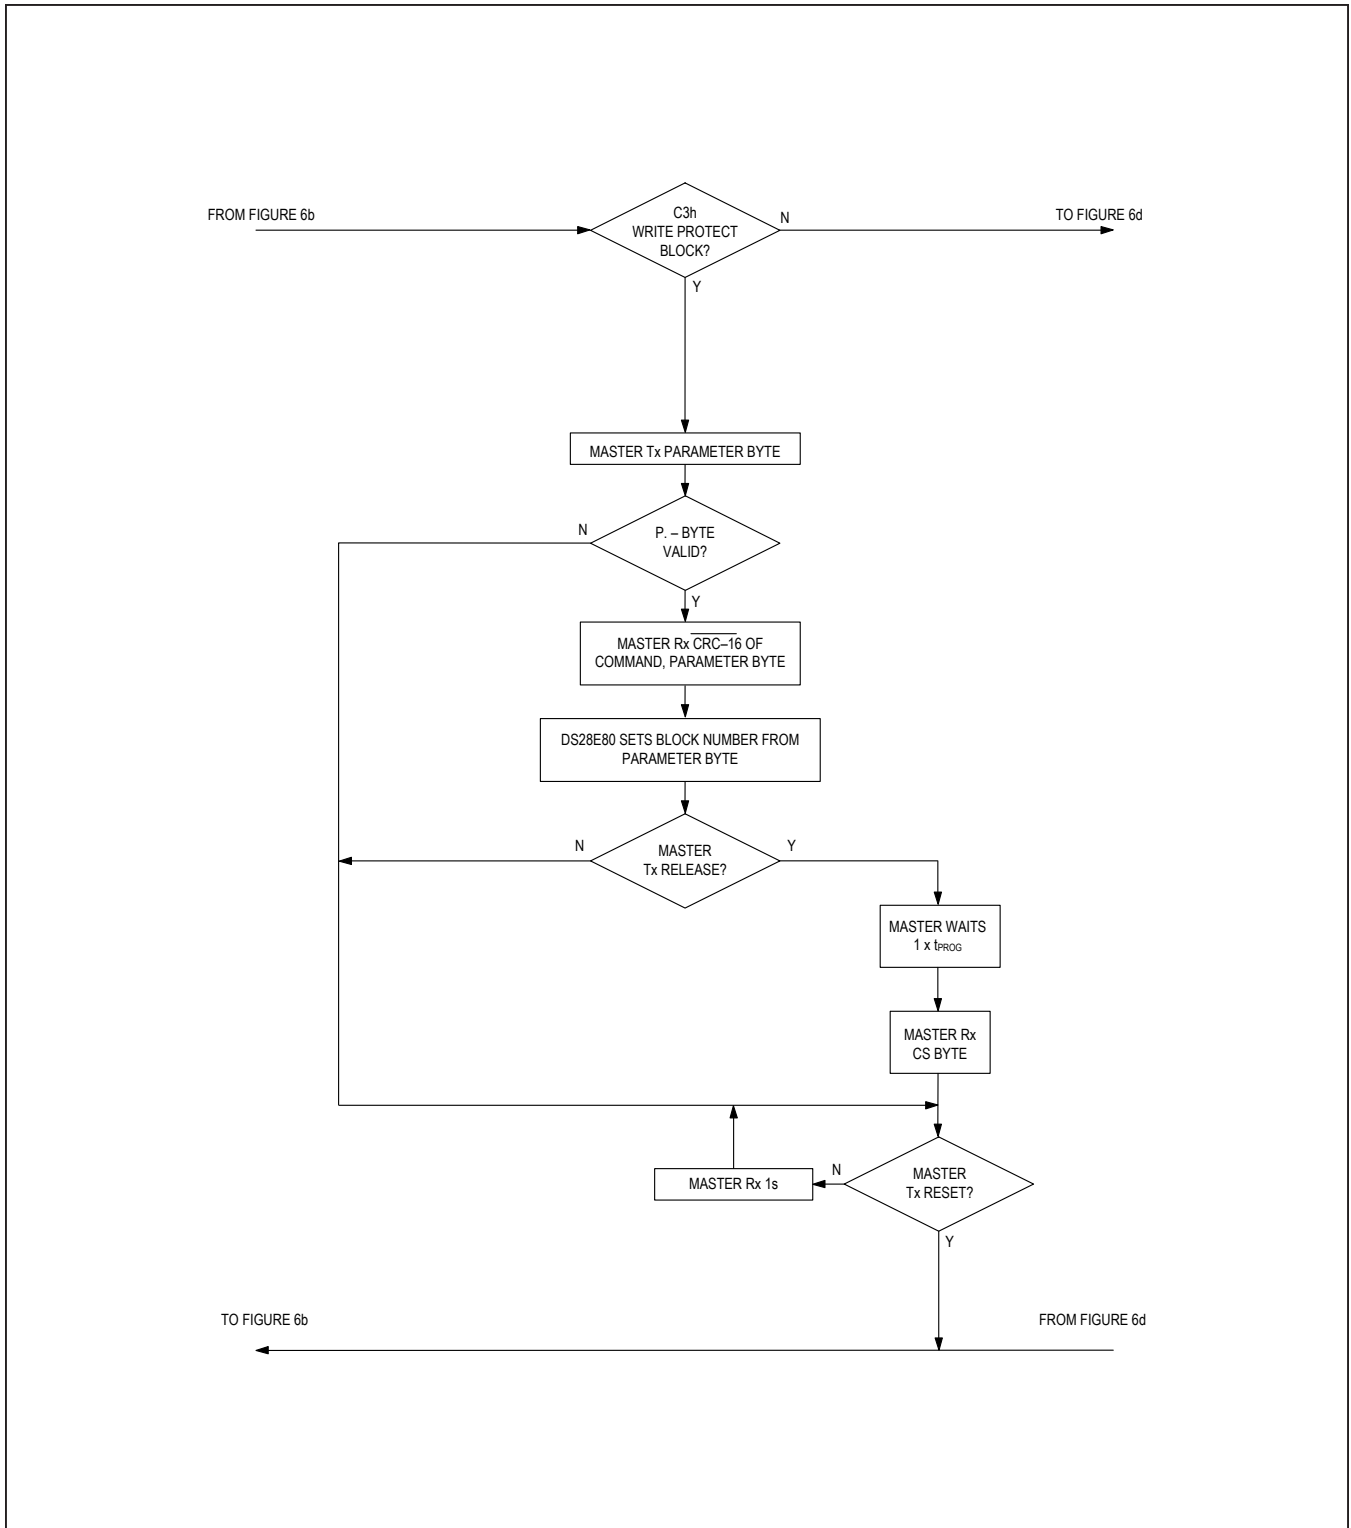 FROM FIGURE 6b
C3h
WRITE PROTECT
BLOCK?
N
TO FIGURE 6d
Y
MASTER Tx PARAMETER BYTE
N
P. – BYTE
VALID?
Y
MASTER Rx CRC–16 OF
COMMAND, PARAMETER BYTE
DS28E80 SETS BLOCK NUMBER FROM
PARAMETER BYTE
N
MASTER
Tx RELEASE?
Y
MASTER WAITS
1 x tPROG
MASTER Rx
CS BYTE
MASTER Rx 1s
N
MASTER
Tx RESET?
Y
TO FIGURE 6b
FROM FIGURE 6d